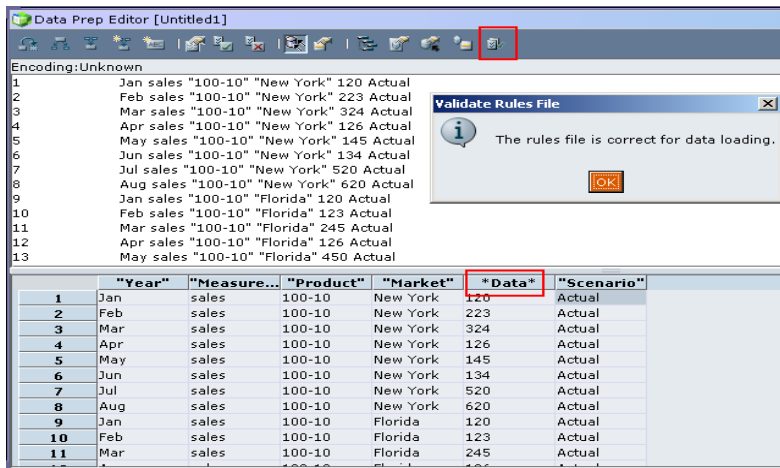 Data Prep Editor [Untitled1]
Encoding:Unknown
1 Jan sales "100-10" "New York" 120 Actual
2 Feb sales "100-10" "New York" 223 Actual
3 Mar sales "100-10" "New York" 324 Actual
4 Apr sales "100-10" "New York" 126 Actual
5 May sales "100-10" "New York" 145 Actual
6 Jun sales "100-10" "New York" 134 Actual
7 Jul sales "100-10" "New York" 520 Actual
8 Aug sales "100-10" "New York" 620 Actual
9 Jan sales "100-10" "Florida" 120 Actual
10 Feb sales "100-10" "Florida" 123 Actual
11 Mar sales "100-10" "Florida" 245 Actual
12 Apr sales "100-10" "Florida" 126 Actual
13 May sales "100-10" "Florida" 450 Actual
Validate Rules File
The rules file is correct for data loading.
OK
"Year" "Measure... "Product" "Market" *Data* "Scenario"
1 Jan sales 100-10 New York 120 Actual
2 Feb sales 100-10 New York 223 Actual
3 Mar sales 100-10 New York 324 Actual
4 Apr sales 100-10 New York 126 Actual
5 May sales 100-10 New York 145 Actual
6 Jun sales 100-10 New York 134 Actual
7 Jul sales 100-10 New York 520 Actual
8 Aug sales 100-10 New York 620 Actual
9 Jan sales 100-10 Florida 120 Actual
10 Feb sales 100-10 Florida 123 Actual
11 Mar sales 100-10 Florida 245 Actual